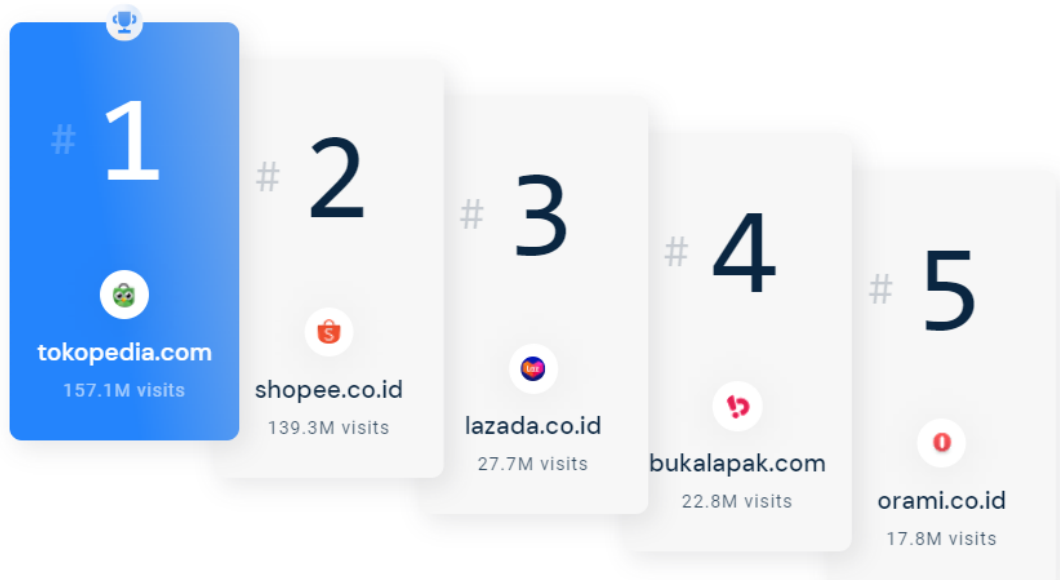 # 1
tokopedia.com
157.1M visits
# 2
S
shopee.co.id
139.3M visits
# 3
Laz
lazada.co.id
27.7M visits
# 4
bukalapak.com
22.8M visits
# 5
orami.co.id
17.8M visits